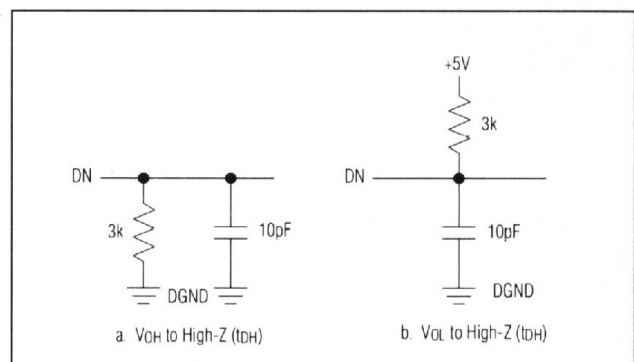 +5V
3k
DN
DN
3k
10pF
10pF
DGND
DGND
a. VOH to High-Z (tDH)
b. VOL to High-Z (tDH)